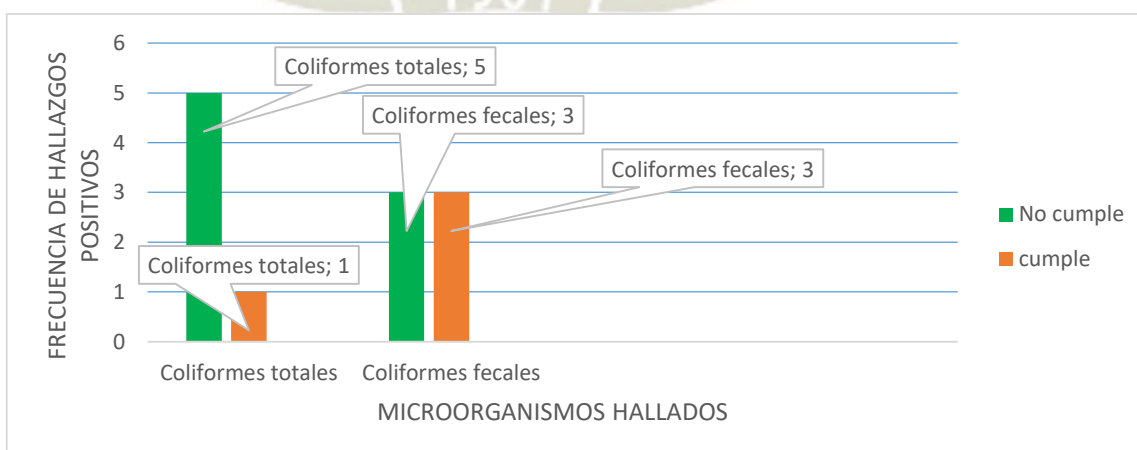 6
5
4
3
2
1
0
FRECUENCIA DE HALLAZGOS
POSITIVOS
Coliformes totales; 5
Coliformes fecales; 3
Coliformes fecales; 3
Coliformes totales; 1
No cumple
cumple
Coliformes totales
Coliformes fecales
MICROORGANISMOS HALLADOS